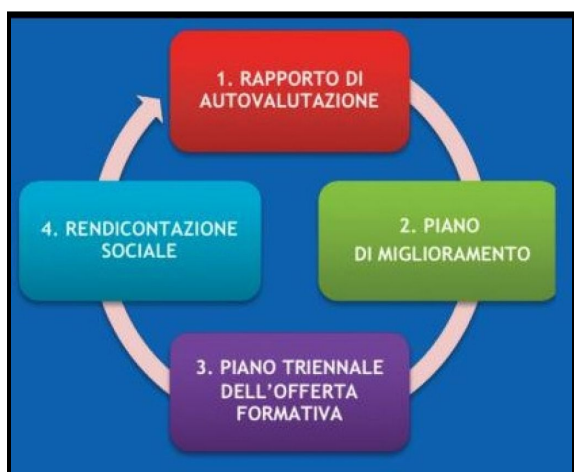 1. RAPPORTO DI
AUTOVALUTAZIONE
2. PIANO
DI MIGLIORAMENTO
3. PIANO TRIENNALE
DELL'OFFERTA
FORMATIVA
4. RENDICONTAZIONE
SOCIALE